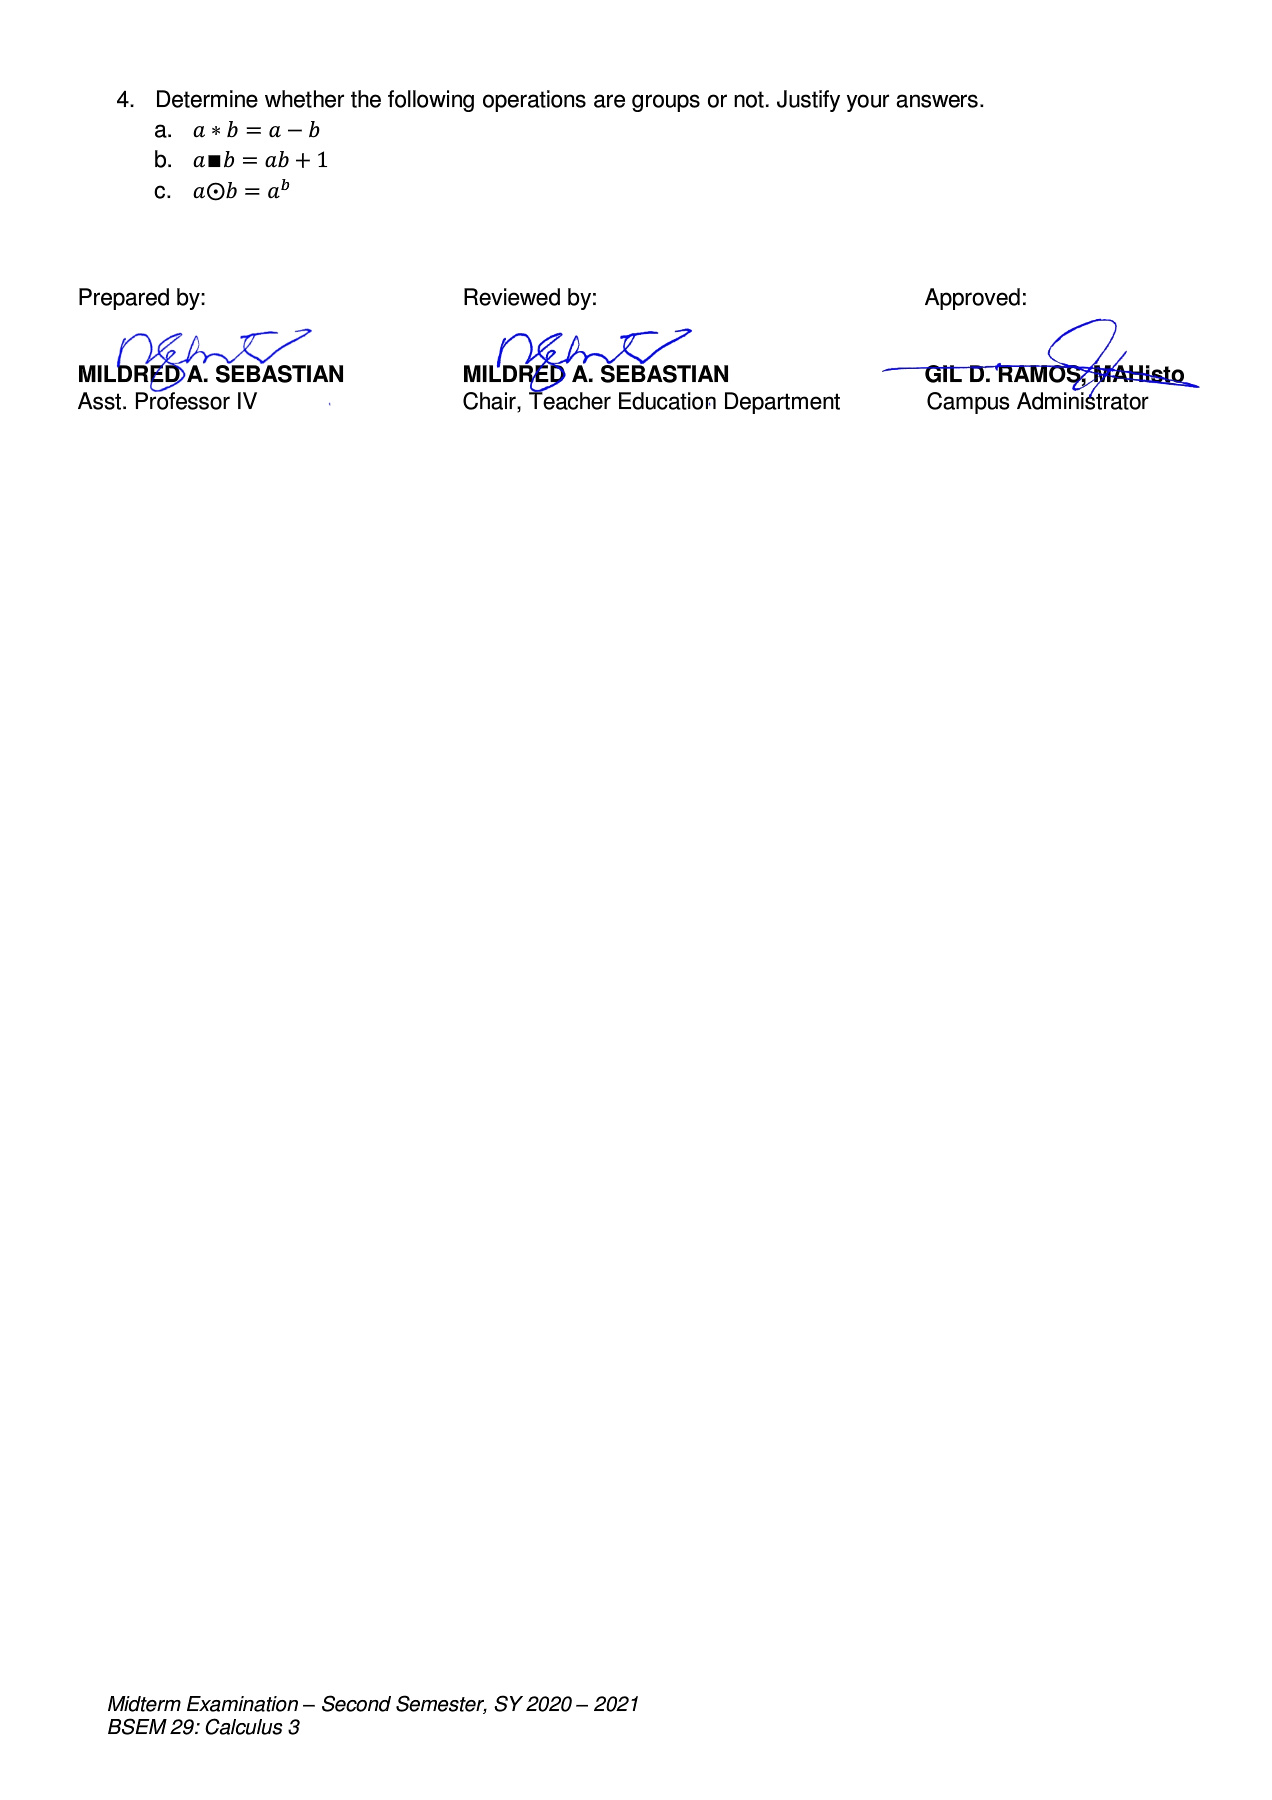 4. Determine whether the following operations are groups or not. Justify your answers.
a. a ∗ b = a − b
b. a■b = ab + 1
c. a⊙b = aᵇ
Prepared by: Reviewed by: Approved:
MILDRED A. SEBASTIAN MILDRED A. SEBASTIAN GIL D. RAMOS, MAHisto
Asst. Professor IV Chair, Teacher Education Department Campus Administrator
Midterm Examination – Second Semester, SY 2020 – 2021
BSEM 29: Calculus 3